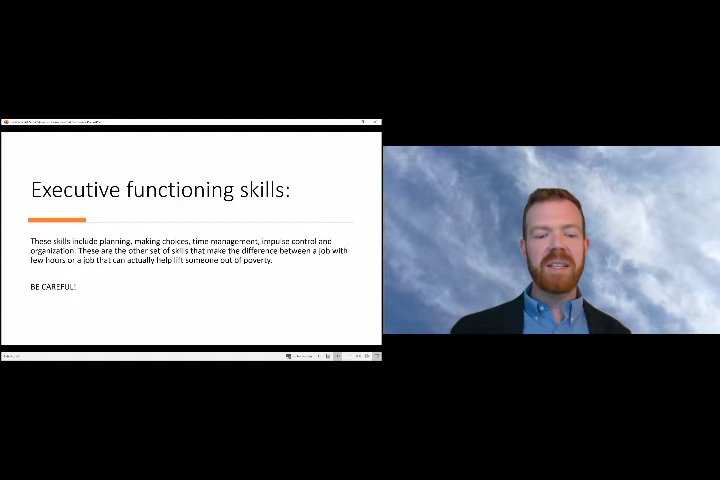 Executive functioning skills:
These skills include planning, making choices, time management, impulse control and
organization. These are the other set of skills that make the difference between a job with
few hours or a job that can actually help lift someone out of poverty.
BE CAREFUL!